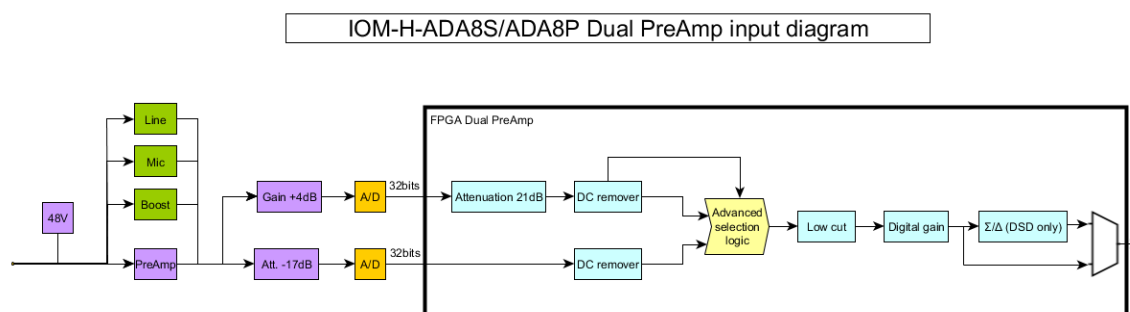 IOM-H-ADA8S/ADA8P Dual PreAmp input diagram
FPGA Dual PreAmp
Line
Mic
Boost
48V
PreAmp
Gain +4dB
A/D
32bits
Attenuation 21dB
DC remover
Att. -17dB
A/D
32bits
DC remover
Advanced
selection
logic
Low cut
Digital gain
Σ/Δ (DSD only)